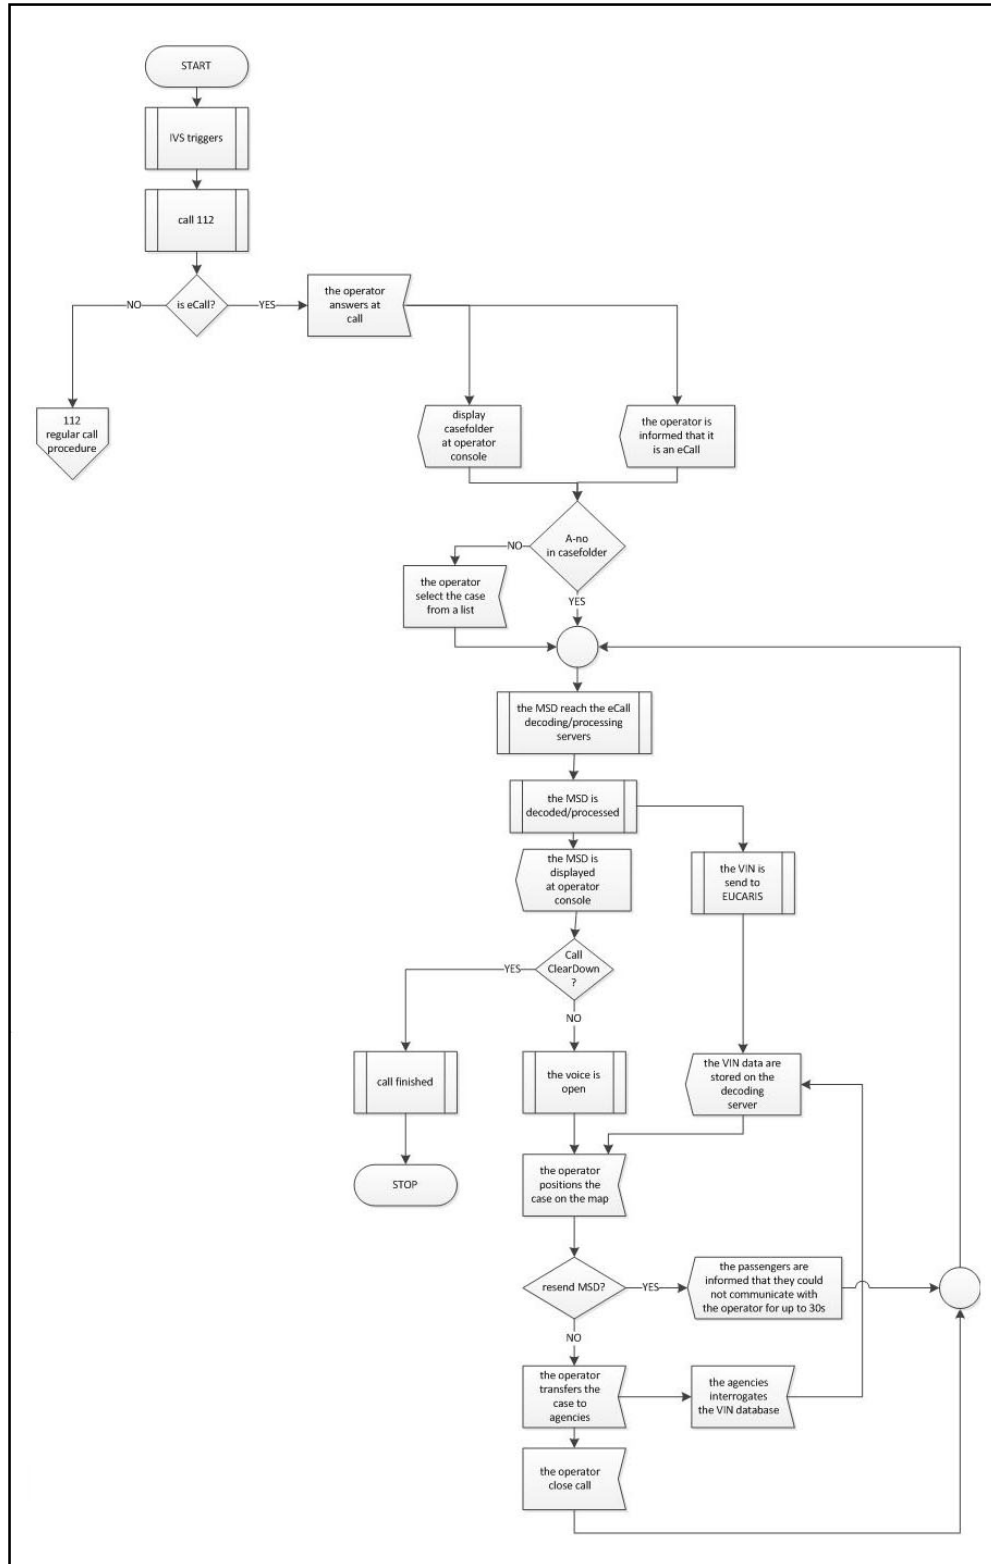 START
IVS triggers
call 112
is eCall?
NO
YES
the operator
answers at
call
112
regular call
procedure
display
casefolder
at operator
console
the operator is
informed that it
is an eCall
A-no
in casefolder
NO
YES
the operator
select the case
from a list
the MSD reach the eCall
decoding/processing
servers
the MSD is
decoded/processed
the MSD is
displayed
at operator
console
the VIN is
send to
EUCARIS
Call
ClearDown
?
YES
NO
call finished
the voice is
open
the VIN data are
stored on the
decoding
server
STOP
the operator
positions the
case on the map
resend MSD?
YES
the passengers are
informed that they could
not communicate with
the operator for up to 30s
NO
the operator
transfers the
case to
agencies
the agencies
interrogates
the VIN database
the operator
close call